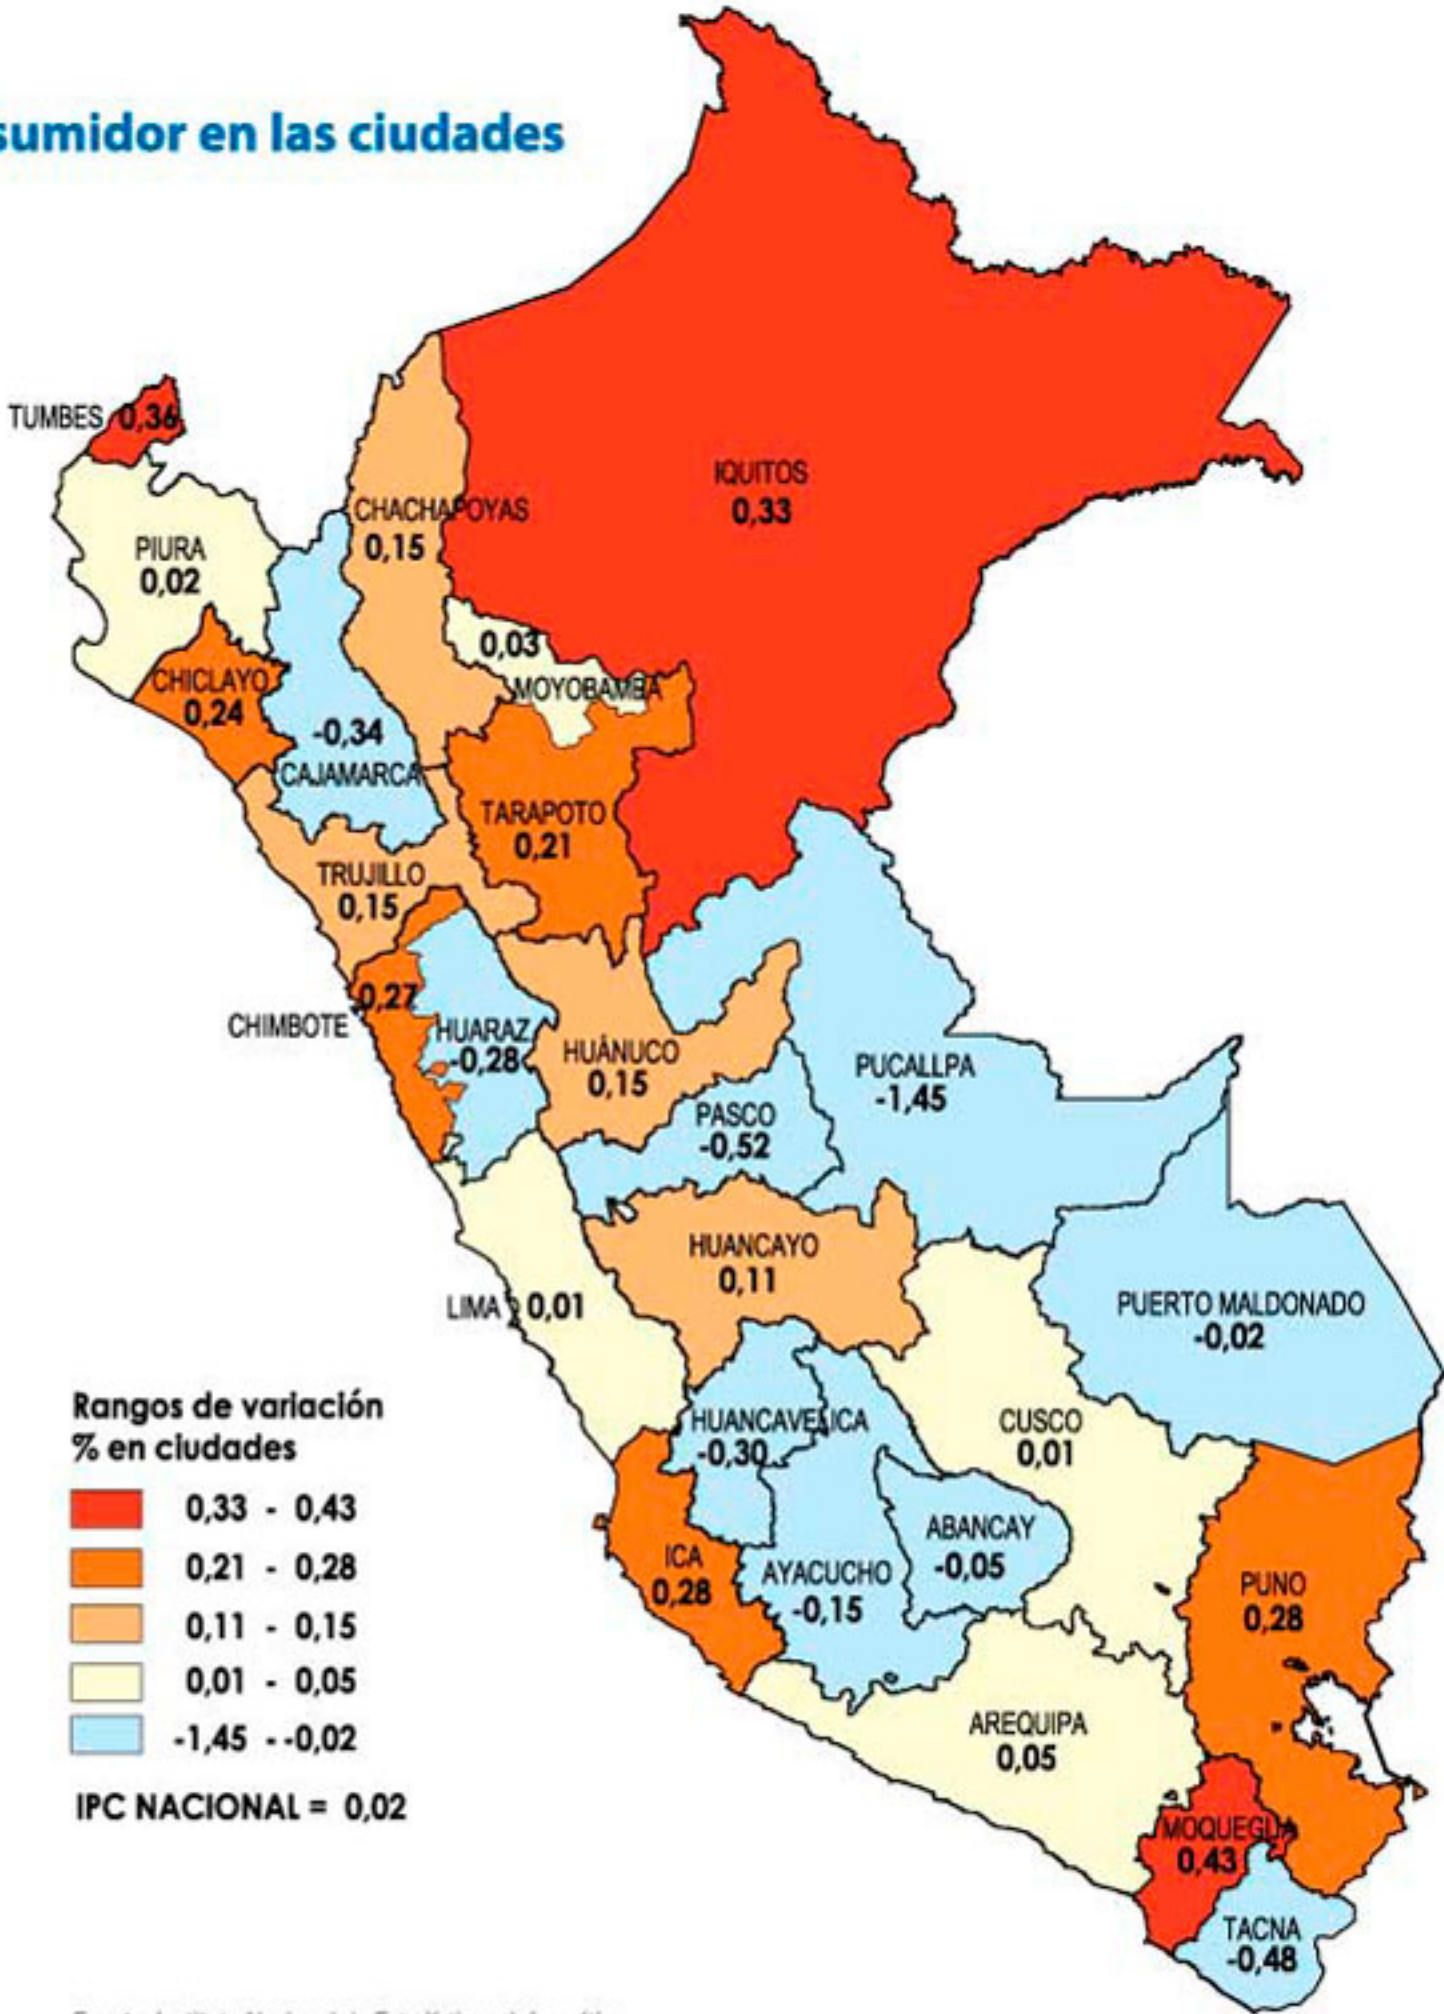 sumidor en las ciudades
TUMBES 0,36
IQUITOS
0,33
CHACHAPOYAS
0,15
PIURA
0,02
0,03
MOYOBAMBA
CHICLAYO
0,24
-0,34
CAJAMARCA
TARAPOTO
0,21
TRUJILLO
0,15
0,27
CHIMBOTE
HUARAZ
-0,28
HUÁNUCO
0,15
PUCALLPA
-1,45
PASCO
-0,52
HUANCAYO
0,11
LIMA 0,01
PUERTO MALDONADO
-0,02
HUANCAVELICA
-0,30
CUSCO
0,01
ABANCAY
-0,05
ICA
0,28
AYACUCHO
-0,15
PUNO
0,28
AREQUIPA
0,05
MOQUEGUA
0,43
TACNA
-0,48
Rangos de variación
% en ciudades
0,33 - 0,43
0,21 - 0,28
0,11 - 0,15
0,01 - 0,05
-1,45 - -0,02
IPC NACIONAL = 0,02